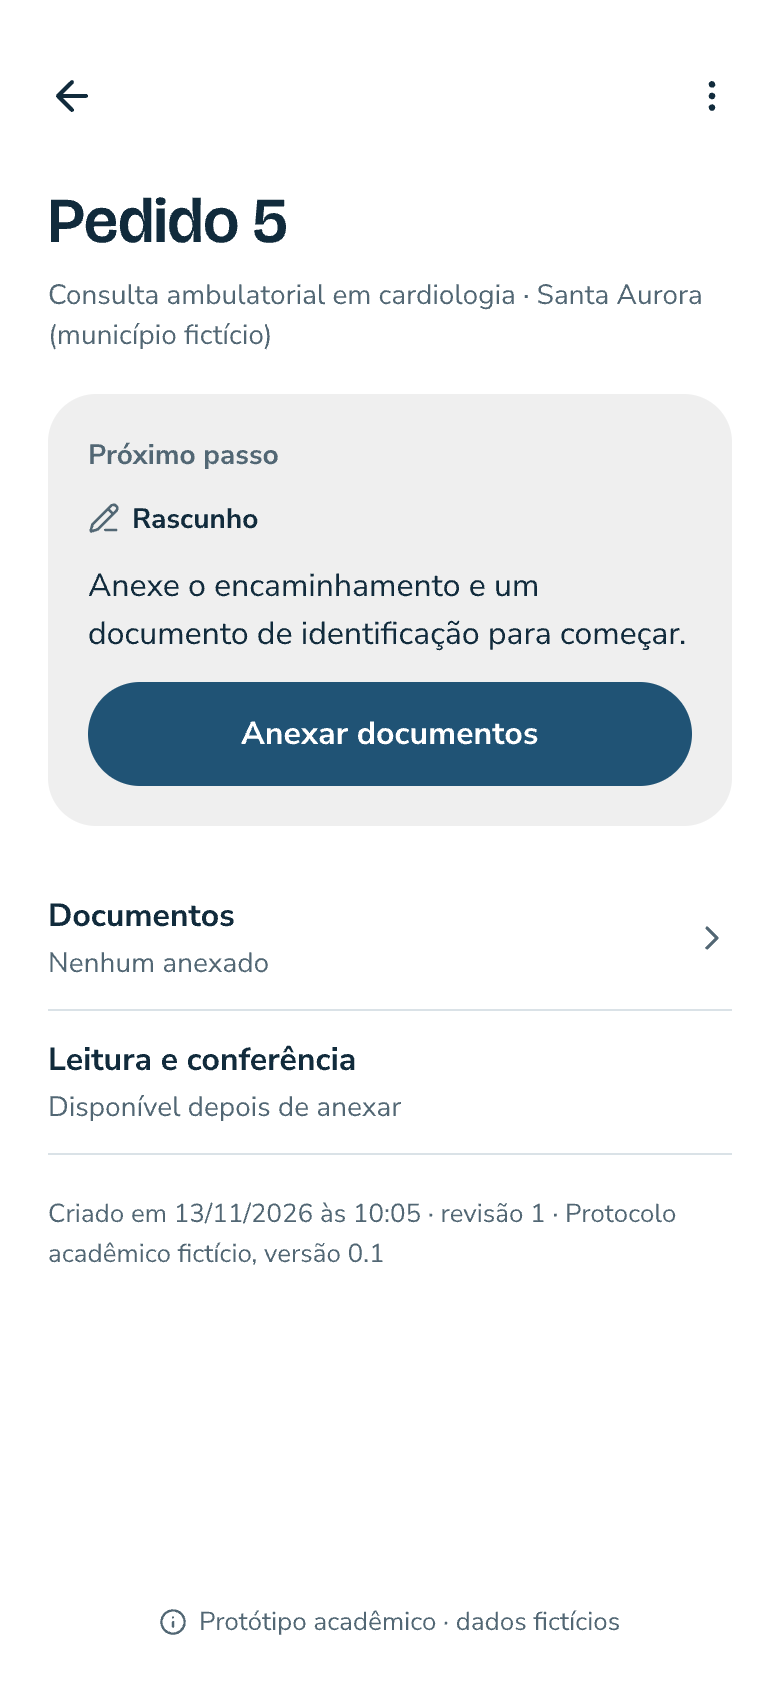 Pedido 5
Consulta ambulatorial em cardiologia · Santa Aurora
(município fictício)
Próximo passo
Rascunho
Anexe o encaminhamento e um
documento de identificação para começar.
Anexar documentos
Documentos
Nenhum anexado
Leitura e conferência
Disponível depois de anexar
Criado em 13/11/2026 às 10:05 · revisão 1 · Protocolo
acadêmico fictício, versão 0.1
Protótipo acadêmico · dados fictícios